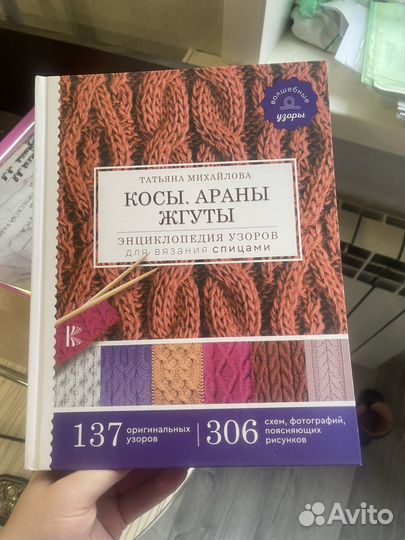 волшебные
узоры
ТАТЬЯНА МИХАЙЛОВА
КОСЫ. АРАНЫ
ЖГУТЫ
ЭНЦИКЛОПЕДИЯ УЗОРОВ
для вязания спицами
К
137 оригинальных
узоров
306 схем, фотографий,
поясняющих
рисунков
Avito